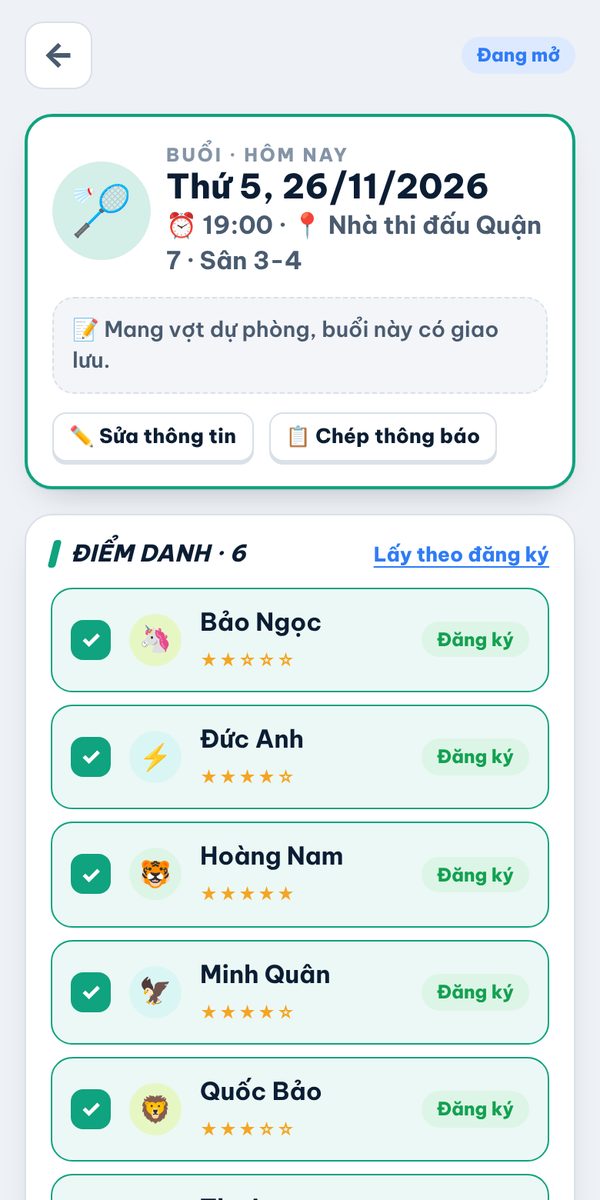 Đang mở
BUỔI · HÔM NAY
Thứ 5, 26/11/2026
⏰ 19:00 · 📍 Nhà thi đấu Quận
7 · Sân 3-4
📝 Mang vợt dự phòng, buổi này có giao
lưu.
✏️ Sửa thông tin
📋 Chép thông báo
ĐIỂM DANH · 6
Lấy theo đăng ký
Bảo Ngọc
★★☆☆☆
Đăng ký
Đức Anh
★★★★☆
Đăng ký
Hoàng Nam
★★★★★
Đăng ký
Minh Quân
★★★★☆
Đăng ký
Quốc Bảo
★★★☆☆
Đăng ký